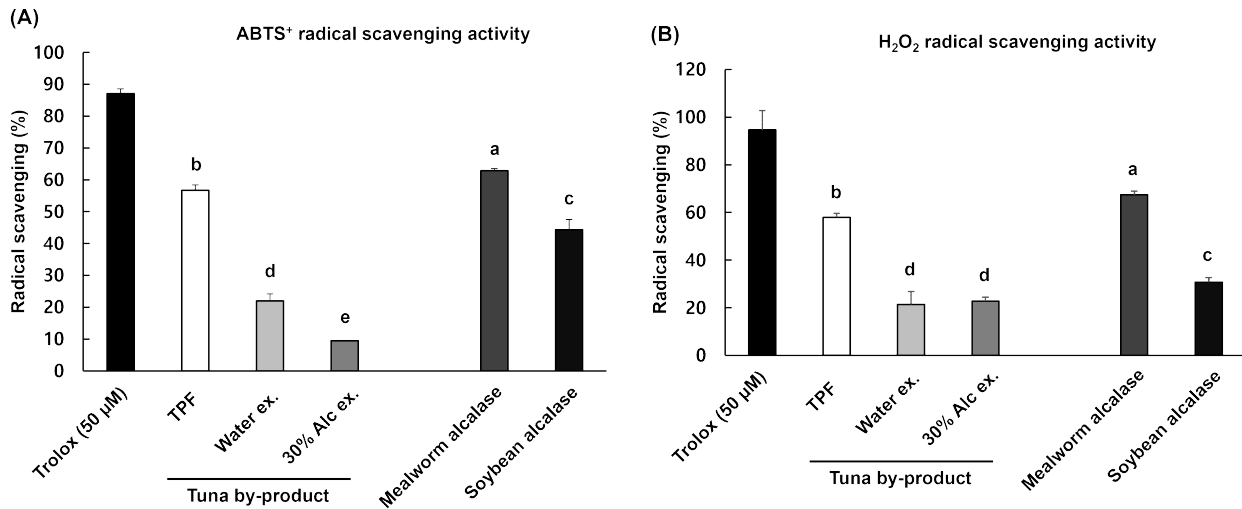 (A)
ABTS⁺ radical scavenging activity
Radical scavenging (%)
100
90
80
70
60
50
40
30
20
10
0
b
d
e
a
c
Trolox (50 μM)
TPF
Water ex.
30% Alc ex.
Mealworm alcalase
Soybean alcalase
Tuna by-product
(B)
H₂O₂ radical scavenging activity
Radical scavenging (%)
120
100
80
60
40
20
0
b
d
d
a
c
Trolox (50 μM)
TPF
Water ex.
30% Alc ex.
Mealworm alcalase
Soybean alcalase
Tuna by-product